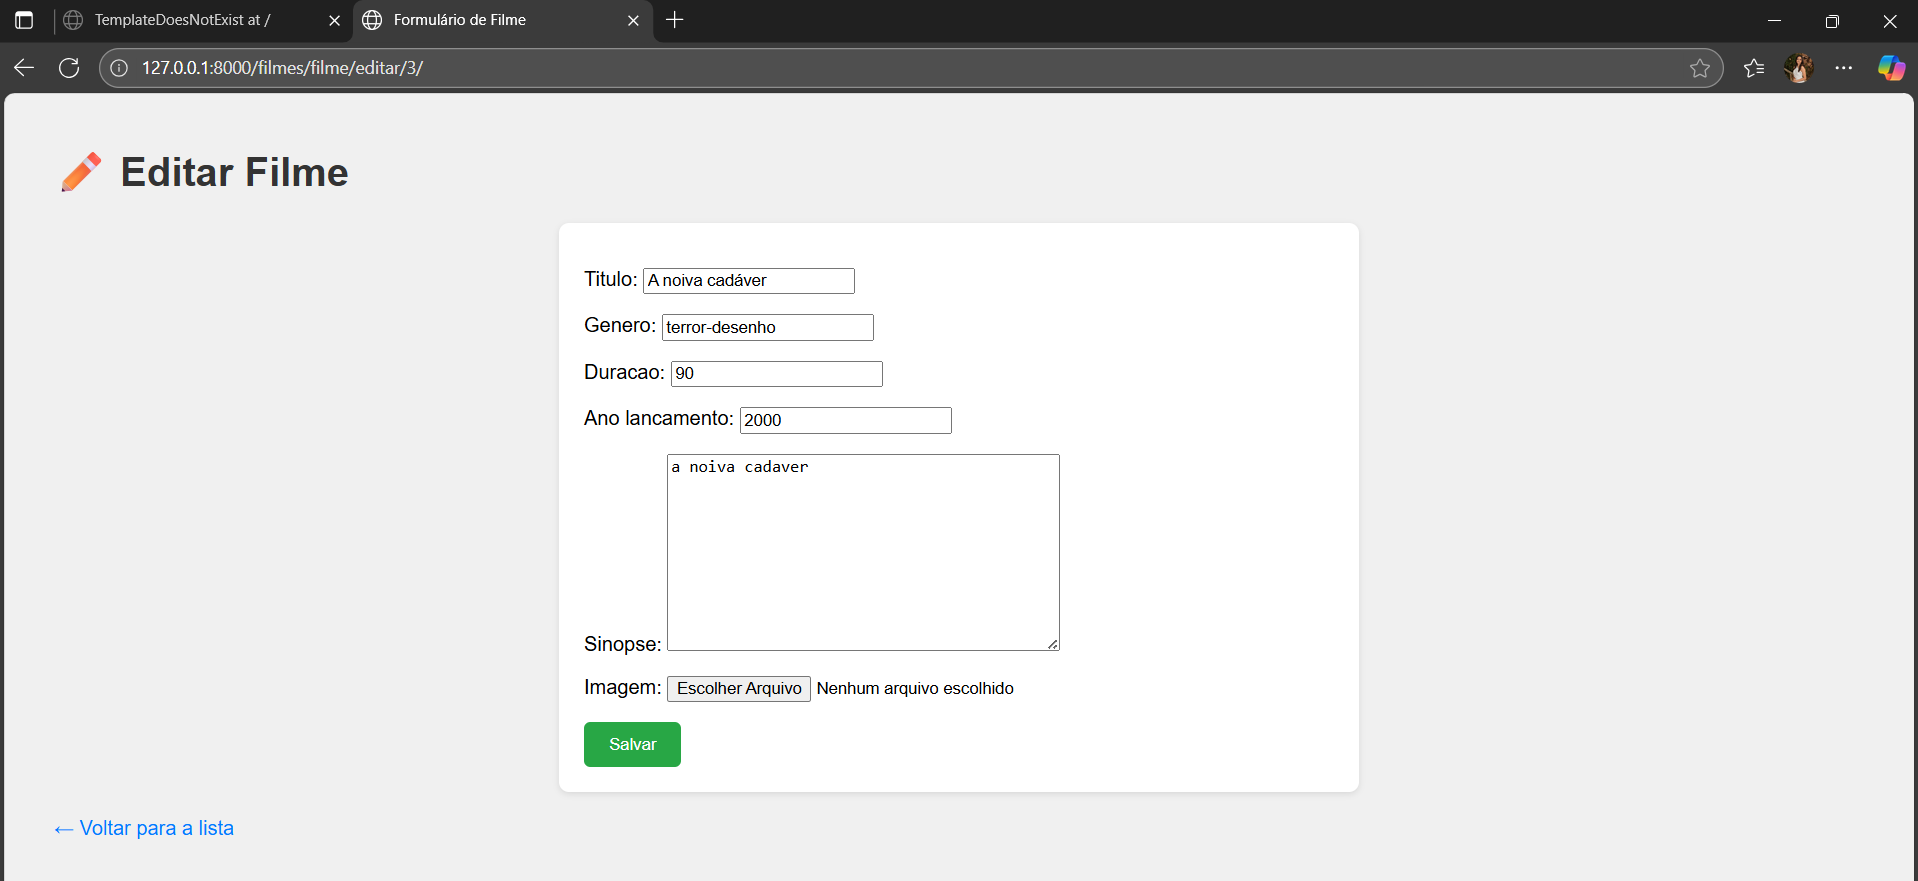 TemplateDoesNotExist at /
Formulário de Filme
127.0.0.1:8000/filmes/filme/editar/3/
Editar Filme
Titulo: A noiva cadáver
Genero: terror-desenho
Duracao: 90
Ano lancamento: 2000
a noiva cadaver
Sinopse:
Imagem: Escolher Arquivo Nenhum arquivo escolhido
Salvar
← Voltar para a lista